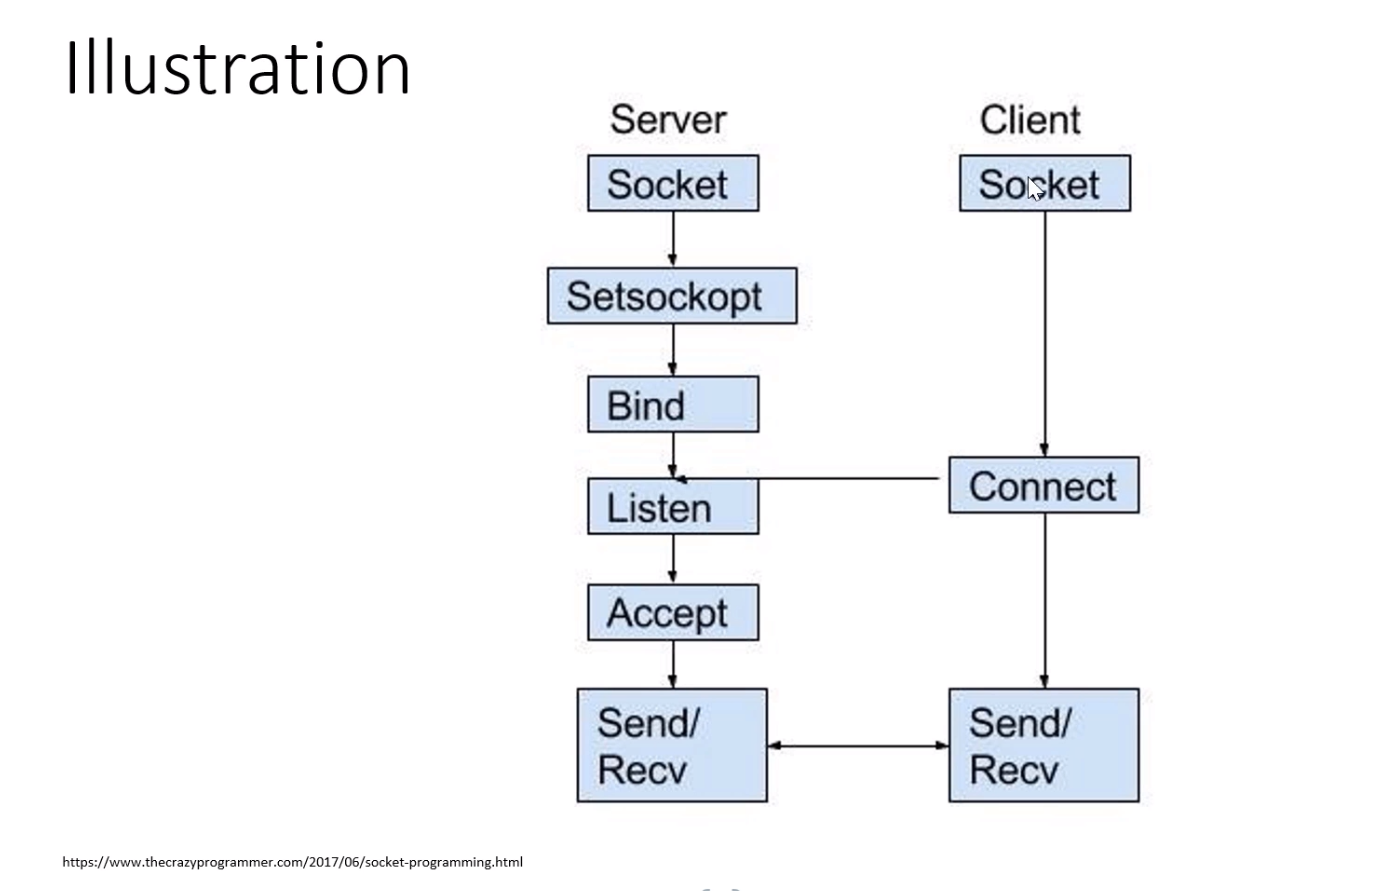 Illustration
Server
Client
Socket
Socket
Setsockopt
Bind
Connect
Listen
Accept
Send/
Recv
Send/
Recv
https://www.thecrazyprogrammer.com/2017/06/socket-programming.html